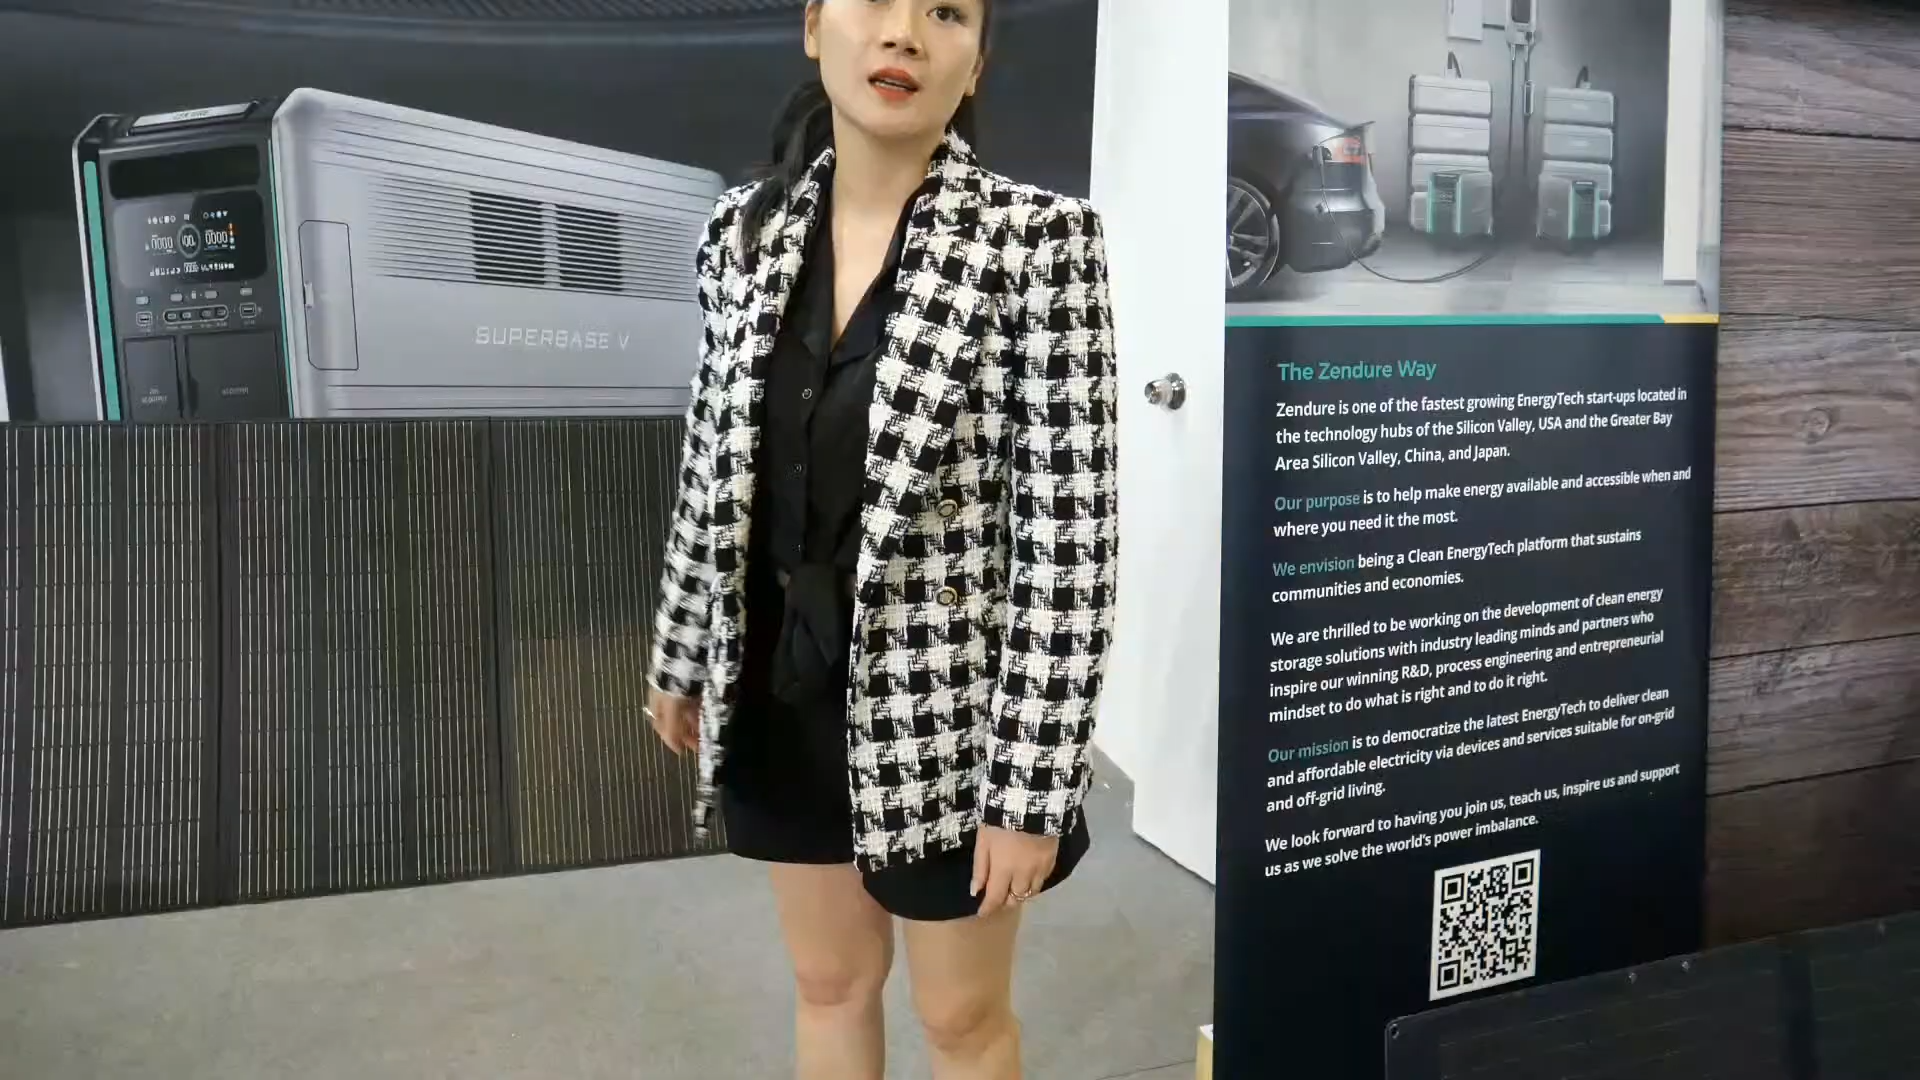 SUPERBASE V
The Zendure Way
Zendure is one of the fastest growing EnergyTech start-ups located in
the technology hubs of the Silicon Valley, USA and the Greater Bay
Area Silicon Valley, China, and Japan.
Our purpose is to help make energy available and accessible when and
where you need it the most.
We envision being a Clean EnergyTech platform that sustains
communities and economies.
We are thrilled to be working on the development of clean energy
storage solutions with industry leading minds and partners who
inspire our winning R&D, process engineering and entrepreneurial
mindset to do what is right and to do it right.
Our mission is to democratize the latest EnergyTech to deliver clean
and affordable electricity via devices and services suitable for on-grid
and off-grid living.
We look forward to having you join us, teach us, inspire us and support
us as we solve the world's power imbalance.